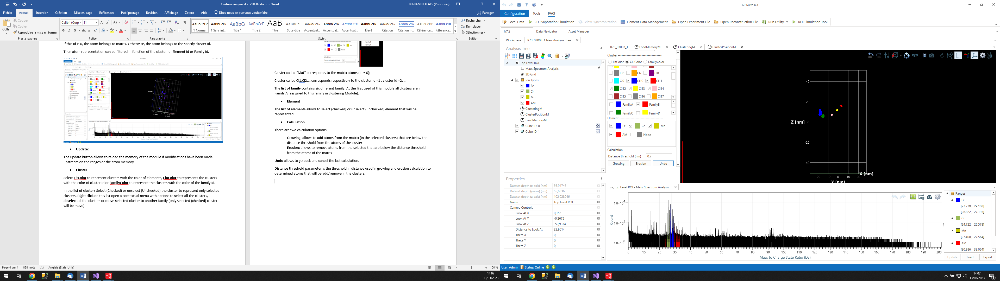 Custum analysis doc 230309.docx - Word
BENJAMIN KLAES (Personnel)
Fichier Accueil Insertion Création Mise en page Références Publipostage Révision Affichage Zotero Aide Dites-nous ce que vous voulez faire
Partager
Coller
Couper
Copier
Reproduire la mise en forme
Presse-papiers
Calibri (Corp 11
Police
Paragraphe
AaBbCcDc AaBbCcDc AaBbCc AaBbCcC AaB AaBbCcC AaBbCcDc AaBbCcDc AaBbCcDc AaBbCcDc AaBbCcDc AaBbCcDc AABBCCDC AABBCCDC
¶ Normal ¶ Sans int... Titre 1 Titre 2 Titre Sous-titre Accentuat... Accentuat... Accentuat... Élevé Citation Citation in... Référence... Référence...
Styles
Rechercher
Remplacer
Sélectionner
Édition
If this Id is 0, the atom belongs to matrix. Otherwise, the atom belongs to the specify cluster Id.
Then atom representation can be filtered in function of the cluster Id, Element Id or Family Id.
• Update:
The update button allows to reload the memory of the module if modifications have been made
upstream on the ranges or the atom memory
• Cluster
Select EltColor to represent clusters with the color of elements, CluColor to represents the clusters
with the color of cluster Id or FamilyColor to represent the clusters with the color of the family Id.
In the list of clusters Select (Checked) or unselect (Unchecked) the cluster to represent only selected
clusters. Right click on this list open a contextual menu with options to select all the clusters,
deselect all the clusters or move selected cluster to another family (only selected (checked) cluster
will be move).
Fe Cr Mn
AM Noise
Distance threshold (nm) 0.2
Cluster called “Mat” corresponds to the matrix atoms (Id = 0);
Cluster called Cl1,Cl2,... corresponds respectively to the cluster Id =1 , cluster Id =2, ...
The list of family contains six different family. At the first used of this module all clusters are in
Family A (assigned to this family in clustering Module).
• Element
The list of elements allows to select (checked) or unselect (unchecked) element that will be
represented.
• Calculation
There are two calculation options:
- Growing: allows to add atoms from the matrix (in the selected clusters) that are below the
distance threshold from the atoms of the cluster
- Erosion: allows to remove atoms from the selected that are below the distance threshold
from the atoms of the matrix
Undo allows to go back and cancel the last calculation.
Distance threshold parameter is the threshold in distance used in growing and erosion calculation to
determined atoms that will be add/remove in the clusters.
Page 4 sur 4 828 mots Anglais (États-Unis)
100 %
14:07
13/03/2023
AP Suite 6.3
Configuration Tools IVAS
Local Data 2D Evaporation Simulation View Synchronization Element Data Management Open Experiment File Open Reconstruction File Run Utility ROI Simulation Tool
IVAS Data Navigator Asset Manager
Workspace R73_03003_1 New Analysis Tree
Analysis Tree
Top Level ROI
Mass Spectrum Analysis
3D Grid
Ion Types
Fe
Cr
Mn
AM
ClusteringM
ClusterPositionM
LoadMemoryM
Cube ID: 0
Cube ID: 1
Properties
Dataset depth (x-axis) (nm) 56,94746
Dataset depth (y-axis) (nm) 55,6836
Dataset depth (z-axis) (nm) 102,028946
Name Top Level ROI
Camera Controls
Look At X 0,155
Look At Y -0,2675
Look At Z -50,9374
Distance to Look At 22,9614
Theta X 0,
Theta Y 0,
Theta Z 0,
R73_03003_1 LoadMemoryM ClusteringM ClusterPositionM
Cluster ----------------------------------
EltColor CluColor FamilyColor
Cl6 Cl7 Cl8
Cl9 Cl10 Cl11
Cl12 Cl13 Cl14
Cl15 Cl16 Cl17
FamilyA FamilyB
FamilyC FamilyD
Element ----------------------------------
Fe Cr Mn
AM Noise
Calculation --------------------------------
Distance threshold (nm) 0.7
Growing Erosion Undo
40
20
Z [nm] 0
-20
-40
-20 -10 0 10 20
X [nm]
Y [nm]
Top Level ROI - Mass Spectrum Analysis
Log
Count
1.0×10⁴
1.0×10²
1.0×10⁰
0 10 20 30 40 50 60 70 80 90 100 110 120 130 140 150 160 170 180 190 200
Mass to Charge State Ratio (Da)
Ranges
Fe
[27.779 , 29.108]
[26.822 , 27.193]
Cr
[24.722 , 26.578]
Mn
[27.408 , 27.564]
AM
[30.886 , 33.064]
Update Load Export
User: Admin Status: Online
14:07
13/03/2023